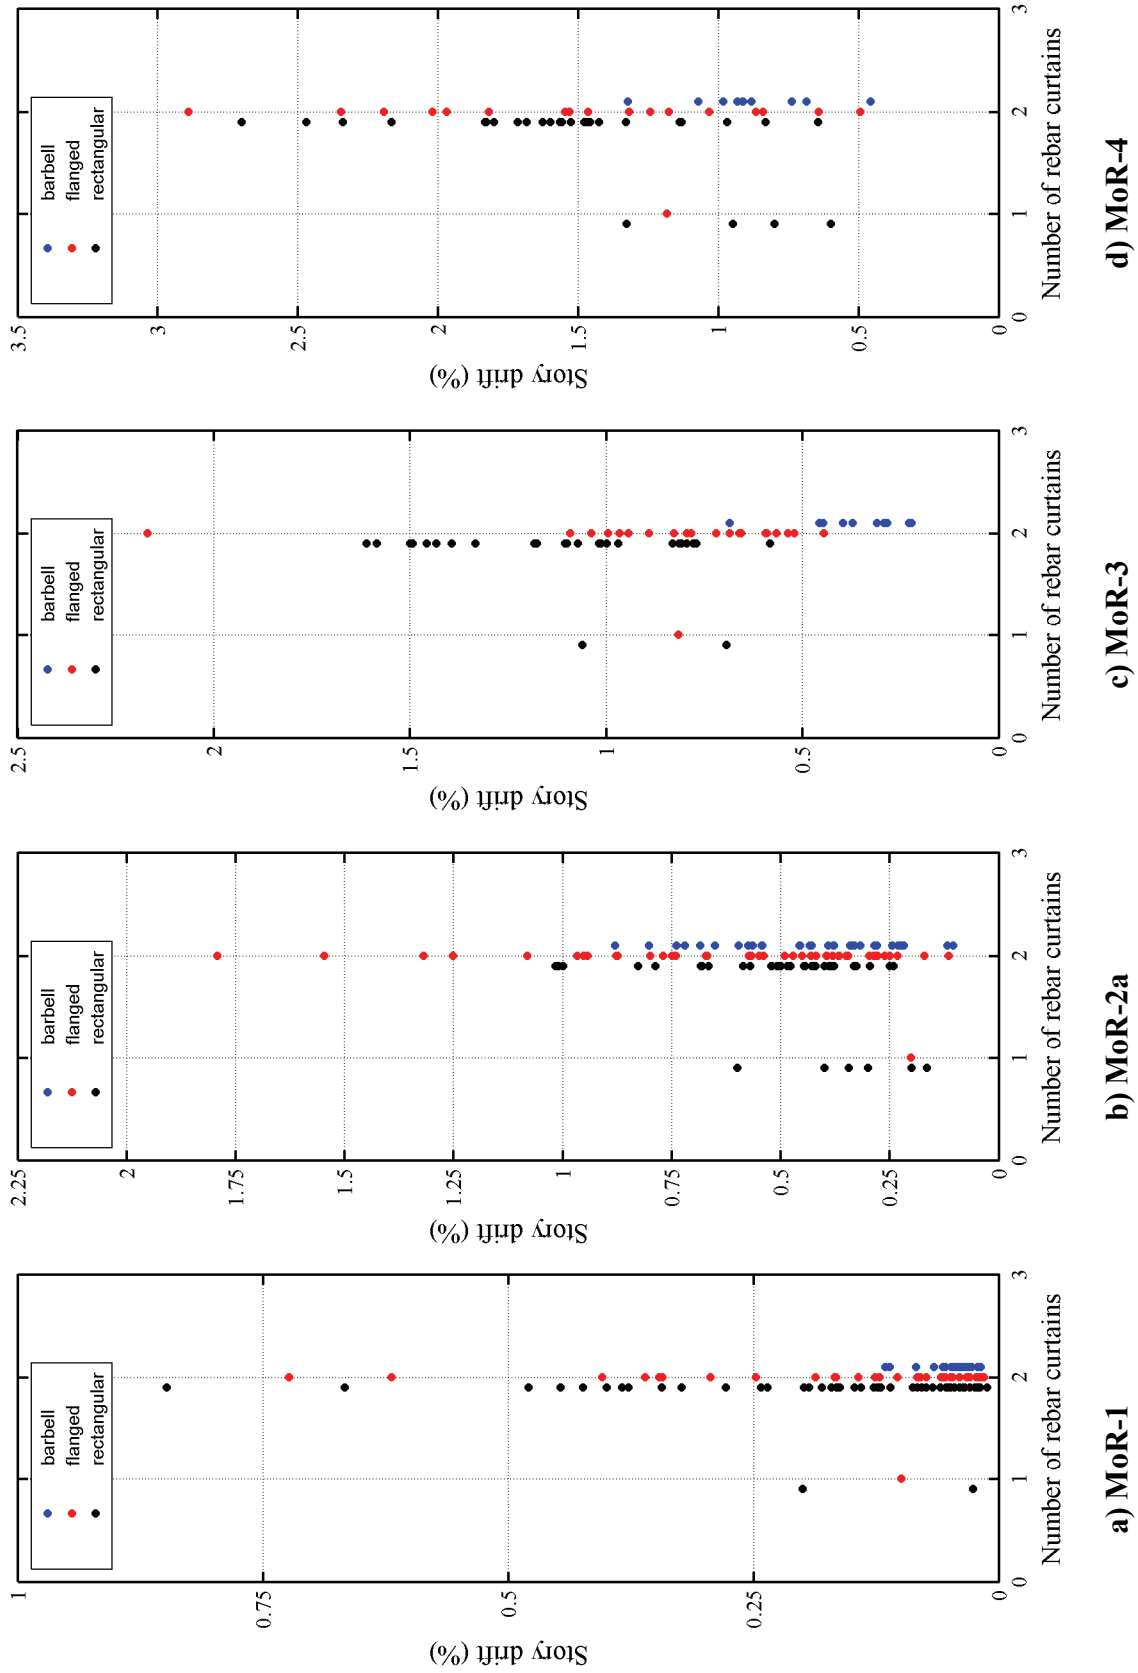 1
0.75
0.5
0.25
0
0
1
2
3
Story drift (%)
Number of rebar curtains
barbell
flanged
rectangular
a) MoR-1
2.25
2
1.75
1.5
1.25
1
0.75
0.5
0.25
0
0
1
2
3
Story drift (%)
Number of rebar curtains
barbell
flanged
rectangular
b) MoR-2a
2.5
2
1.5
1
0.5
0
0
1
2
3
Story drift (%)
Number of rebar curtains
barbell
flanged
rectangular
c) MoR-3
3.5
3
2.5
2
1.5
1
0.5
0
0
1
2
3
Story drift (%)
Number of rebar curtains
barbell
flanged
rectangular
d) MoR-4